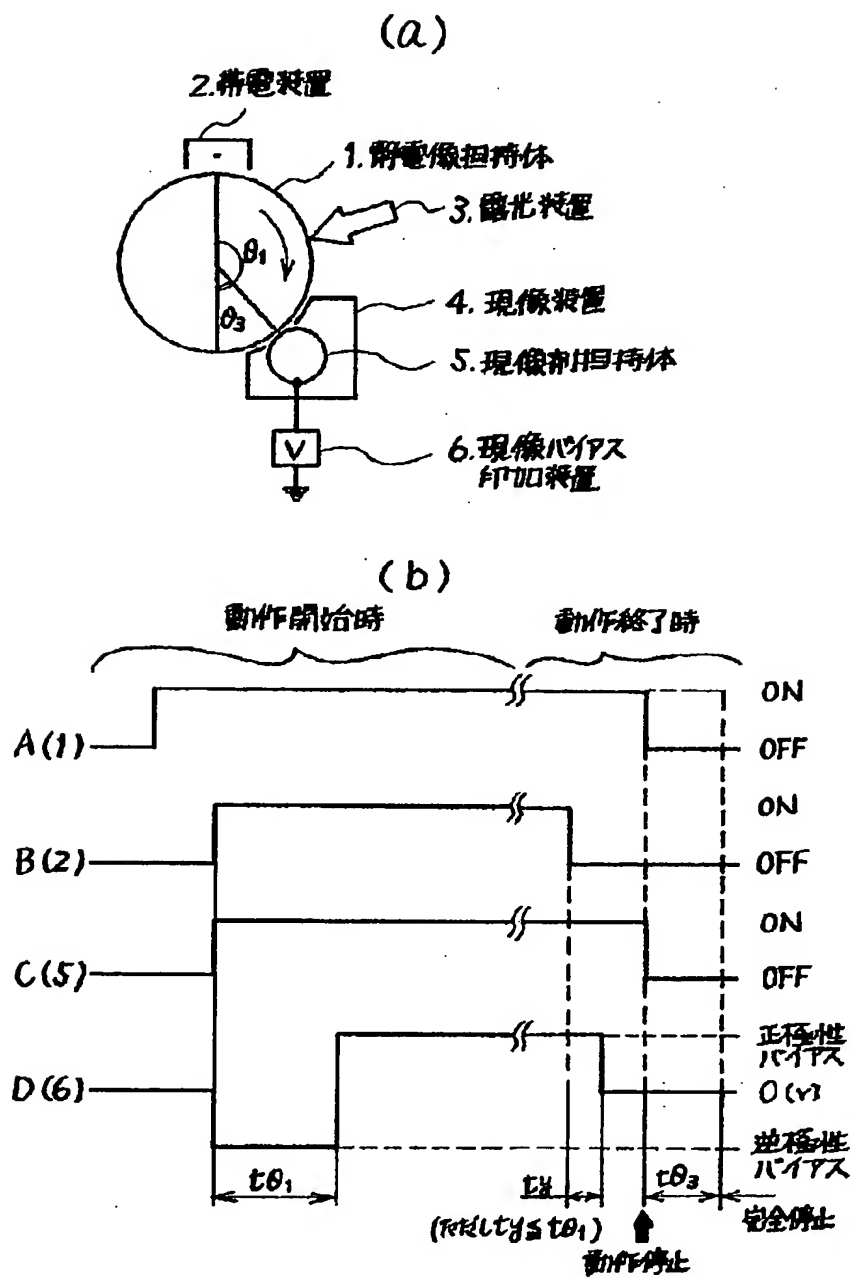 (a)
2.帯電装置
1.静電像担持体
3.露光装置
θ1
θ3
4.現像装置
5.現像剤担持体
V
6.現像バイアス
印加装置
(b)
動作開始時
動作終了時
A(1)
ON
OFF
B(2)
ON
OFF
C(5)
ON
OFF
D(6)
正極性
バイアス
0(v)
逆極性
バイアス
tθ1
ty
tθ3
(ただしty≦tθ1)
動作停止
完全停止